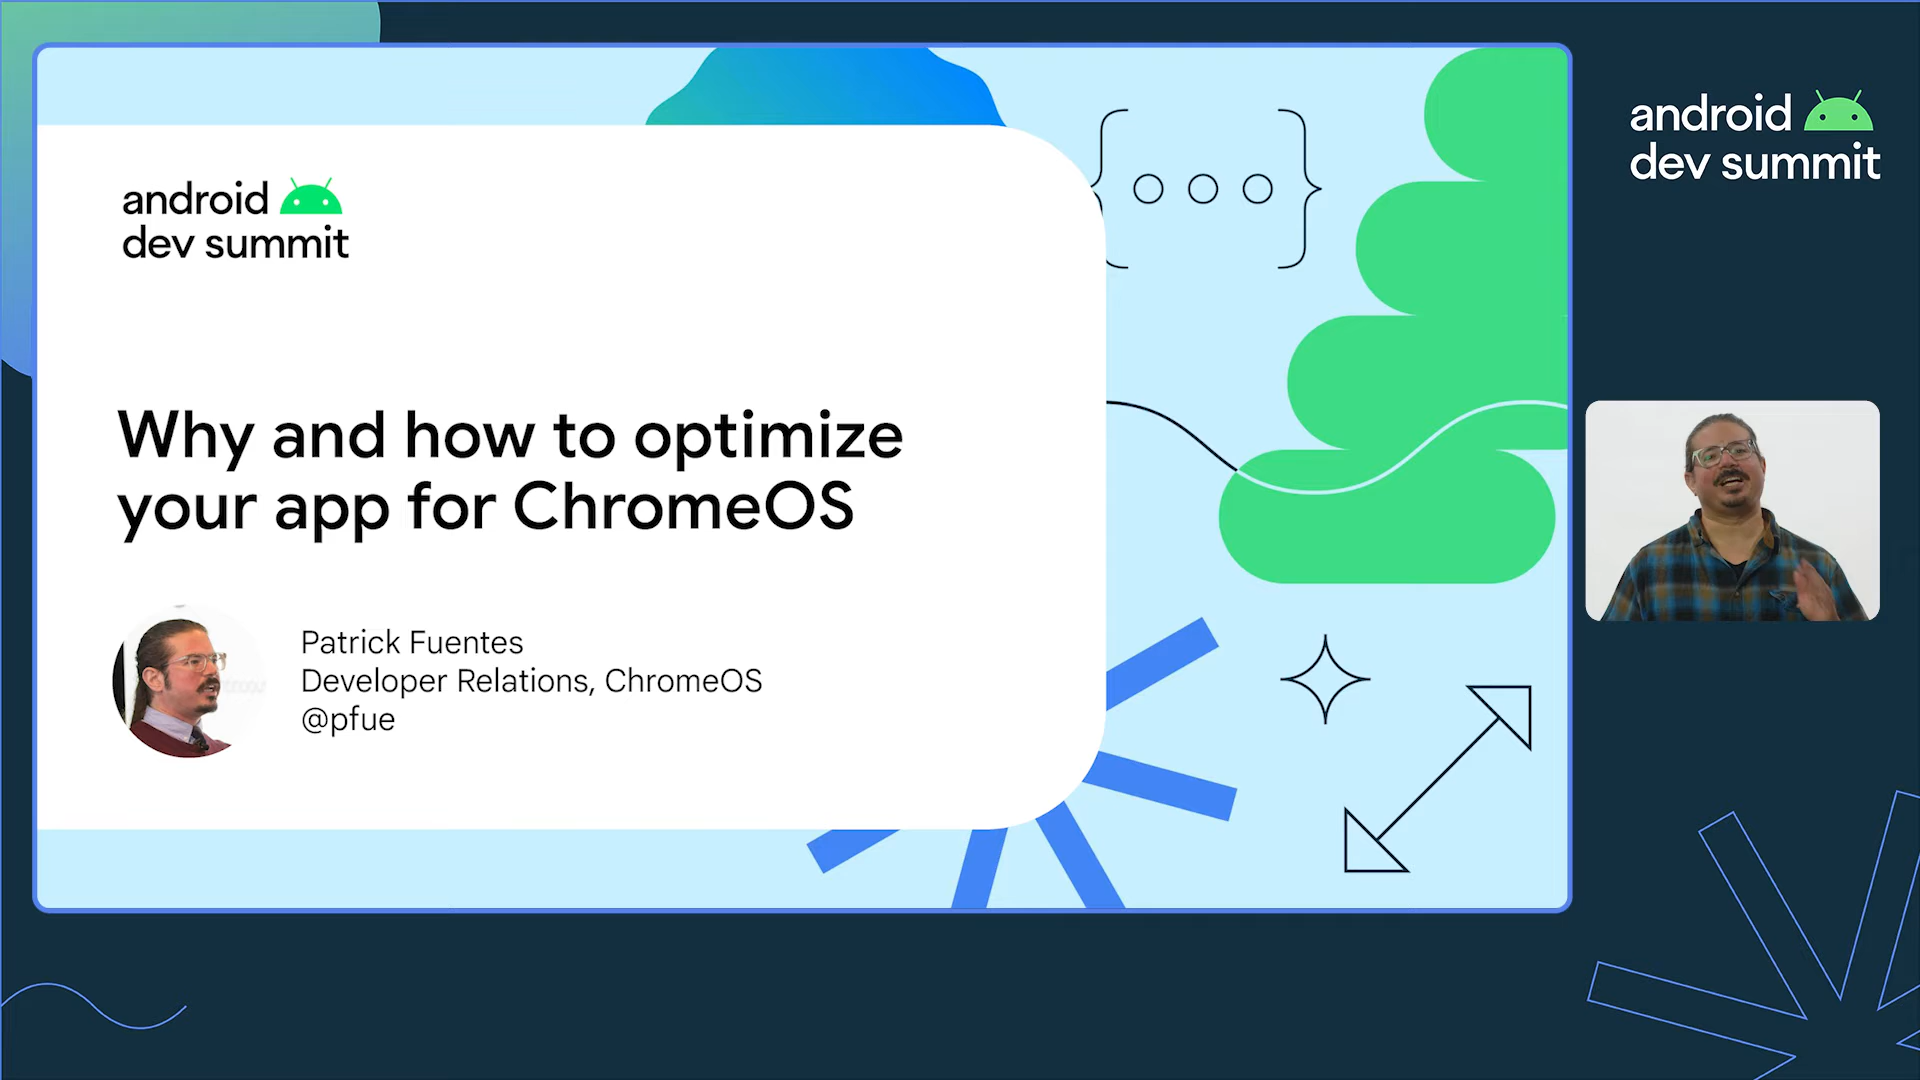 android
dev summit
Why and how to optimize
your app for ChromeOS
Patrick Fuentes
Developer Relations, ChromeOS
@pfue
android
dev summit